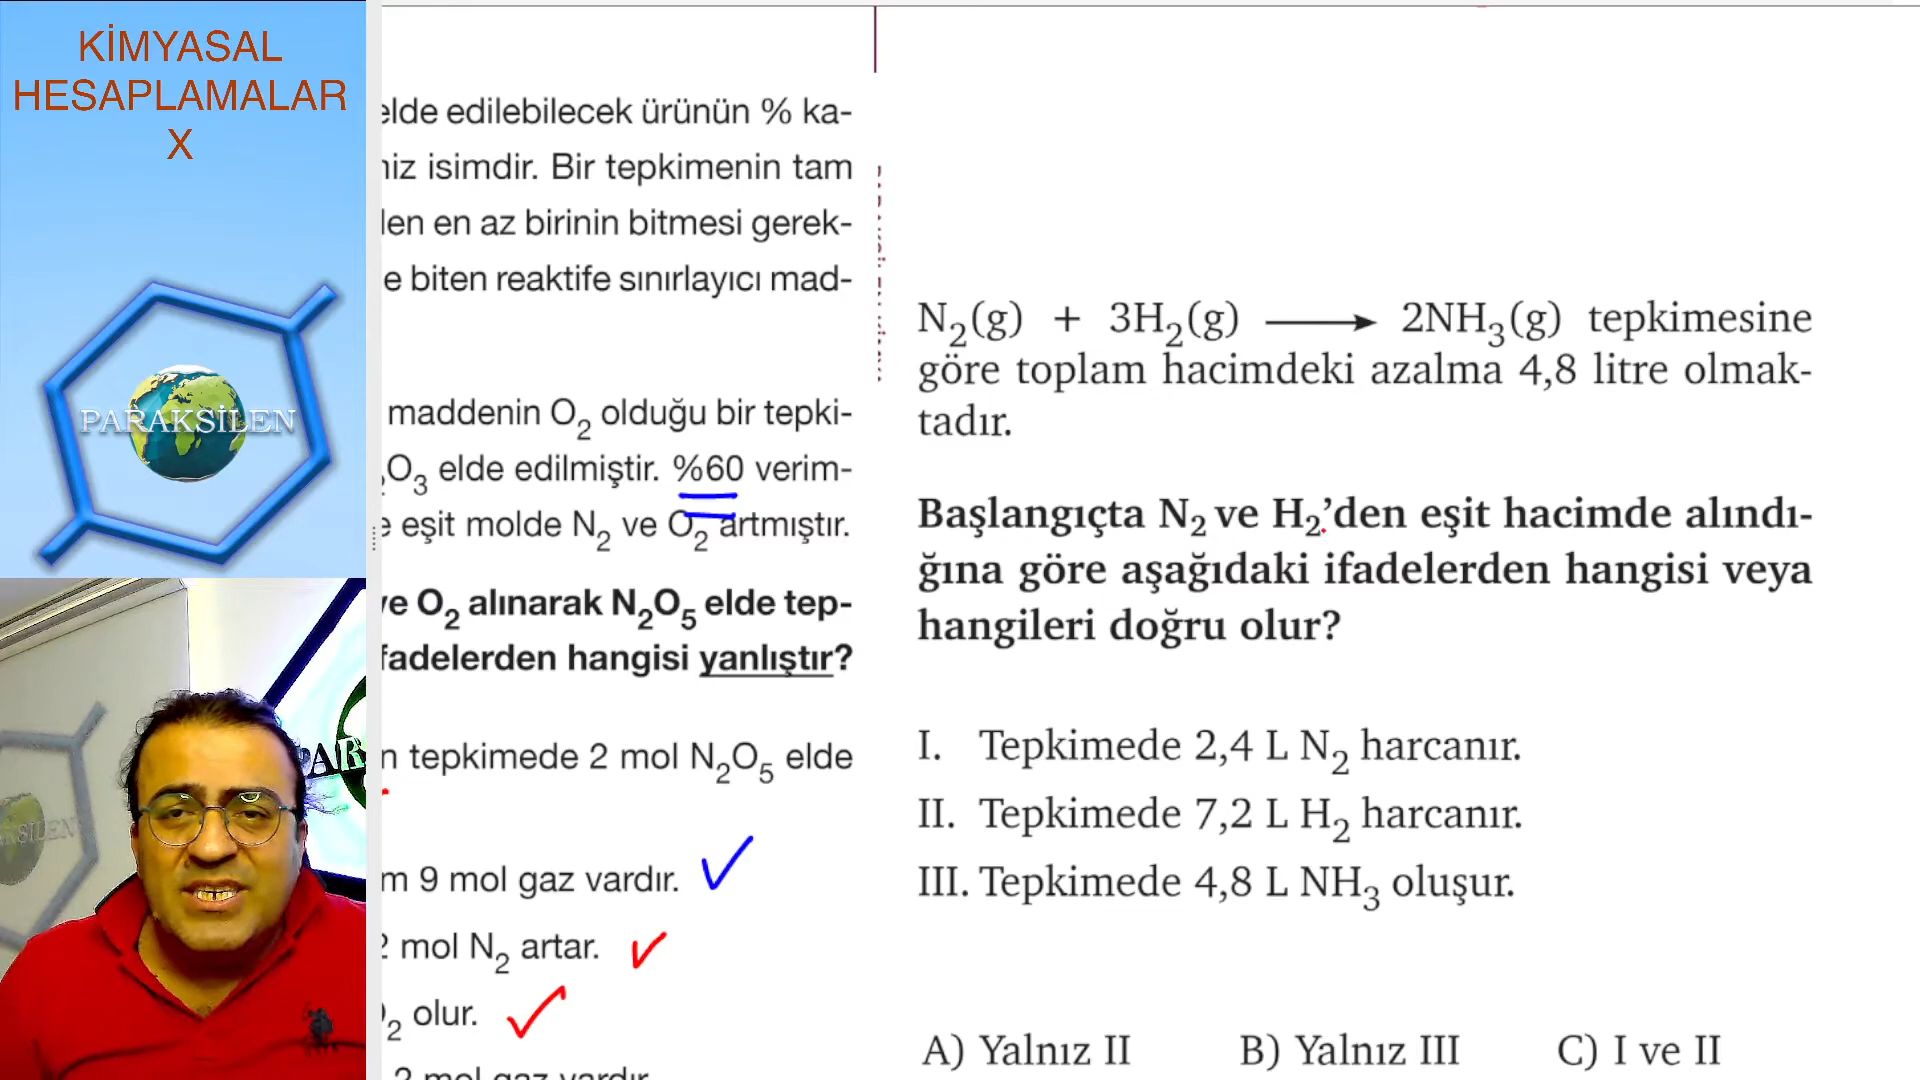 KİMYASAL
HESAPLAMALAR
X
PARAKSİLEN
elde edilebilecek ürünün % ka-
niz isimdir. Bir tepkimenin tam
den en az birinin bitmesi gerek-
e biten reaktife sınırlayıcı mad-
maddenin O₂ olduğu bir tepki-
O₃ elde edilmiştir. %60 verim-
e eşit molde N₂ ve O₂ artmıştır.
ve O₂ alınarak N₂O₅ elde tep-
fadelerden hangisi yanlıştır?
n tepkimede 2 mol N₂O₅ elde
m 9 mol gaz vardır.
2 mol N₂ artar.
₂ olur.
2 mol gaz vardır
N₂(g) + 3H₂(g) ⟶ 2NH₃(g) tepkimesine
göre toplam hacimdeki azalma 4,8 litre olmak-
tadır.
Başlangıçta N₂ ve H₂’den eşit hacimde alındı-
ğına göre aşağıdaki ifadelerden hangisi veya
hangileri doğru olur?
I. Tepkimede 2,4 L N₂ harcanır.
II. Tepkimede 7,2 L H₂ harcanır.
III. Tepkimede 4,8 L NH₃ oluşur.
A) Yalnız II B) Yalnız III C) I ve II